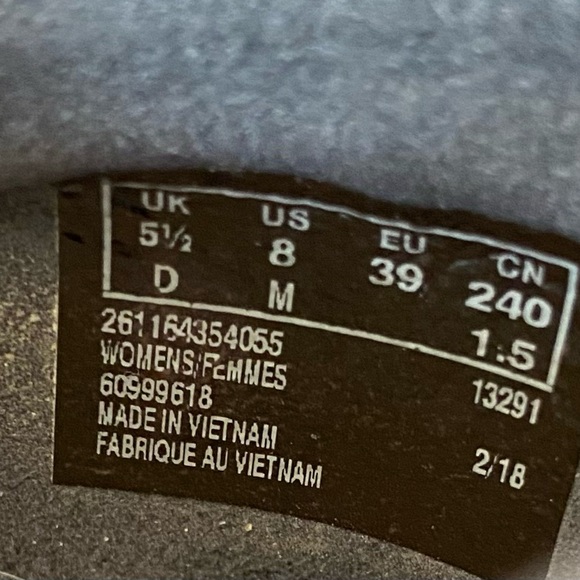 UK US EU CN
5½ 8 39 240
D M 1.5
261164354055
WOMENS/FEMMES 13291
60999618
MADE IN VIETNAM 2/18
FABRIQUE AU VIETNAM